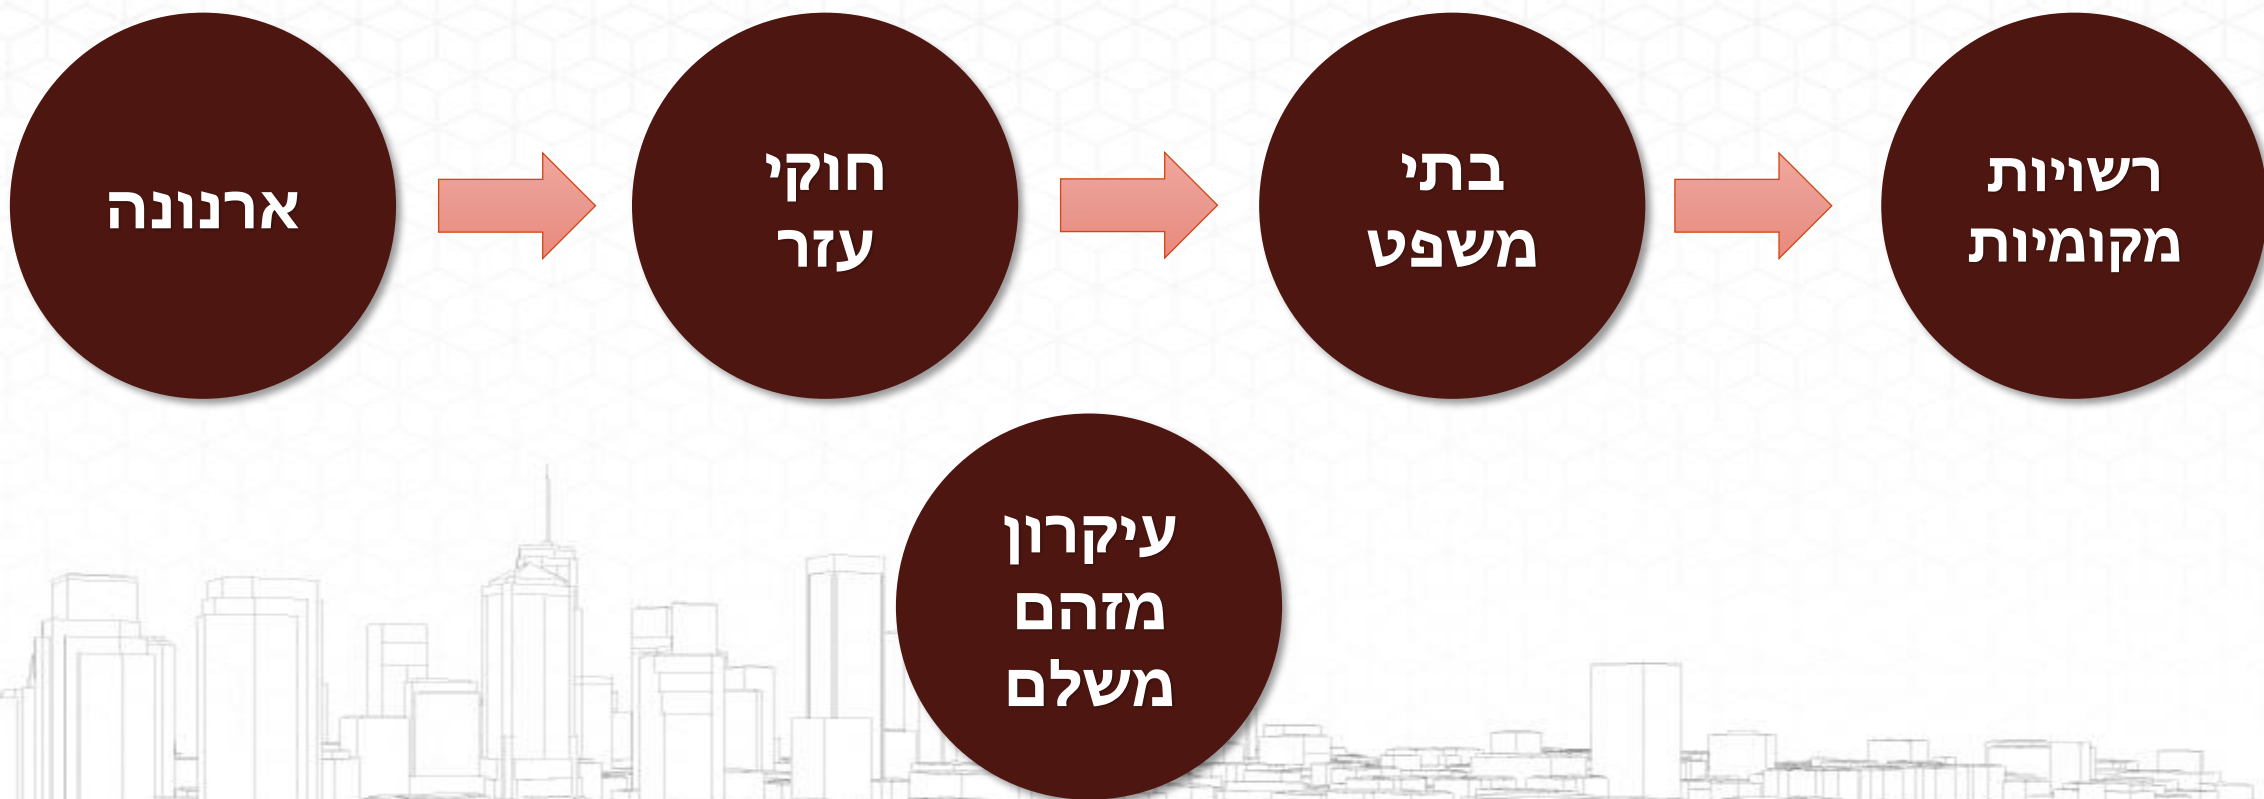 ארנונה
חוקי
עזר
בתי
משפט
רשויות
מקומיות
עיקרון
מזהם
משלם